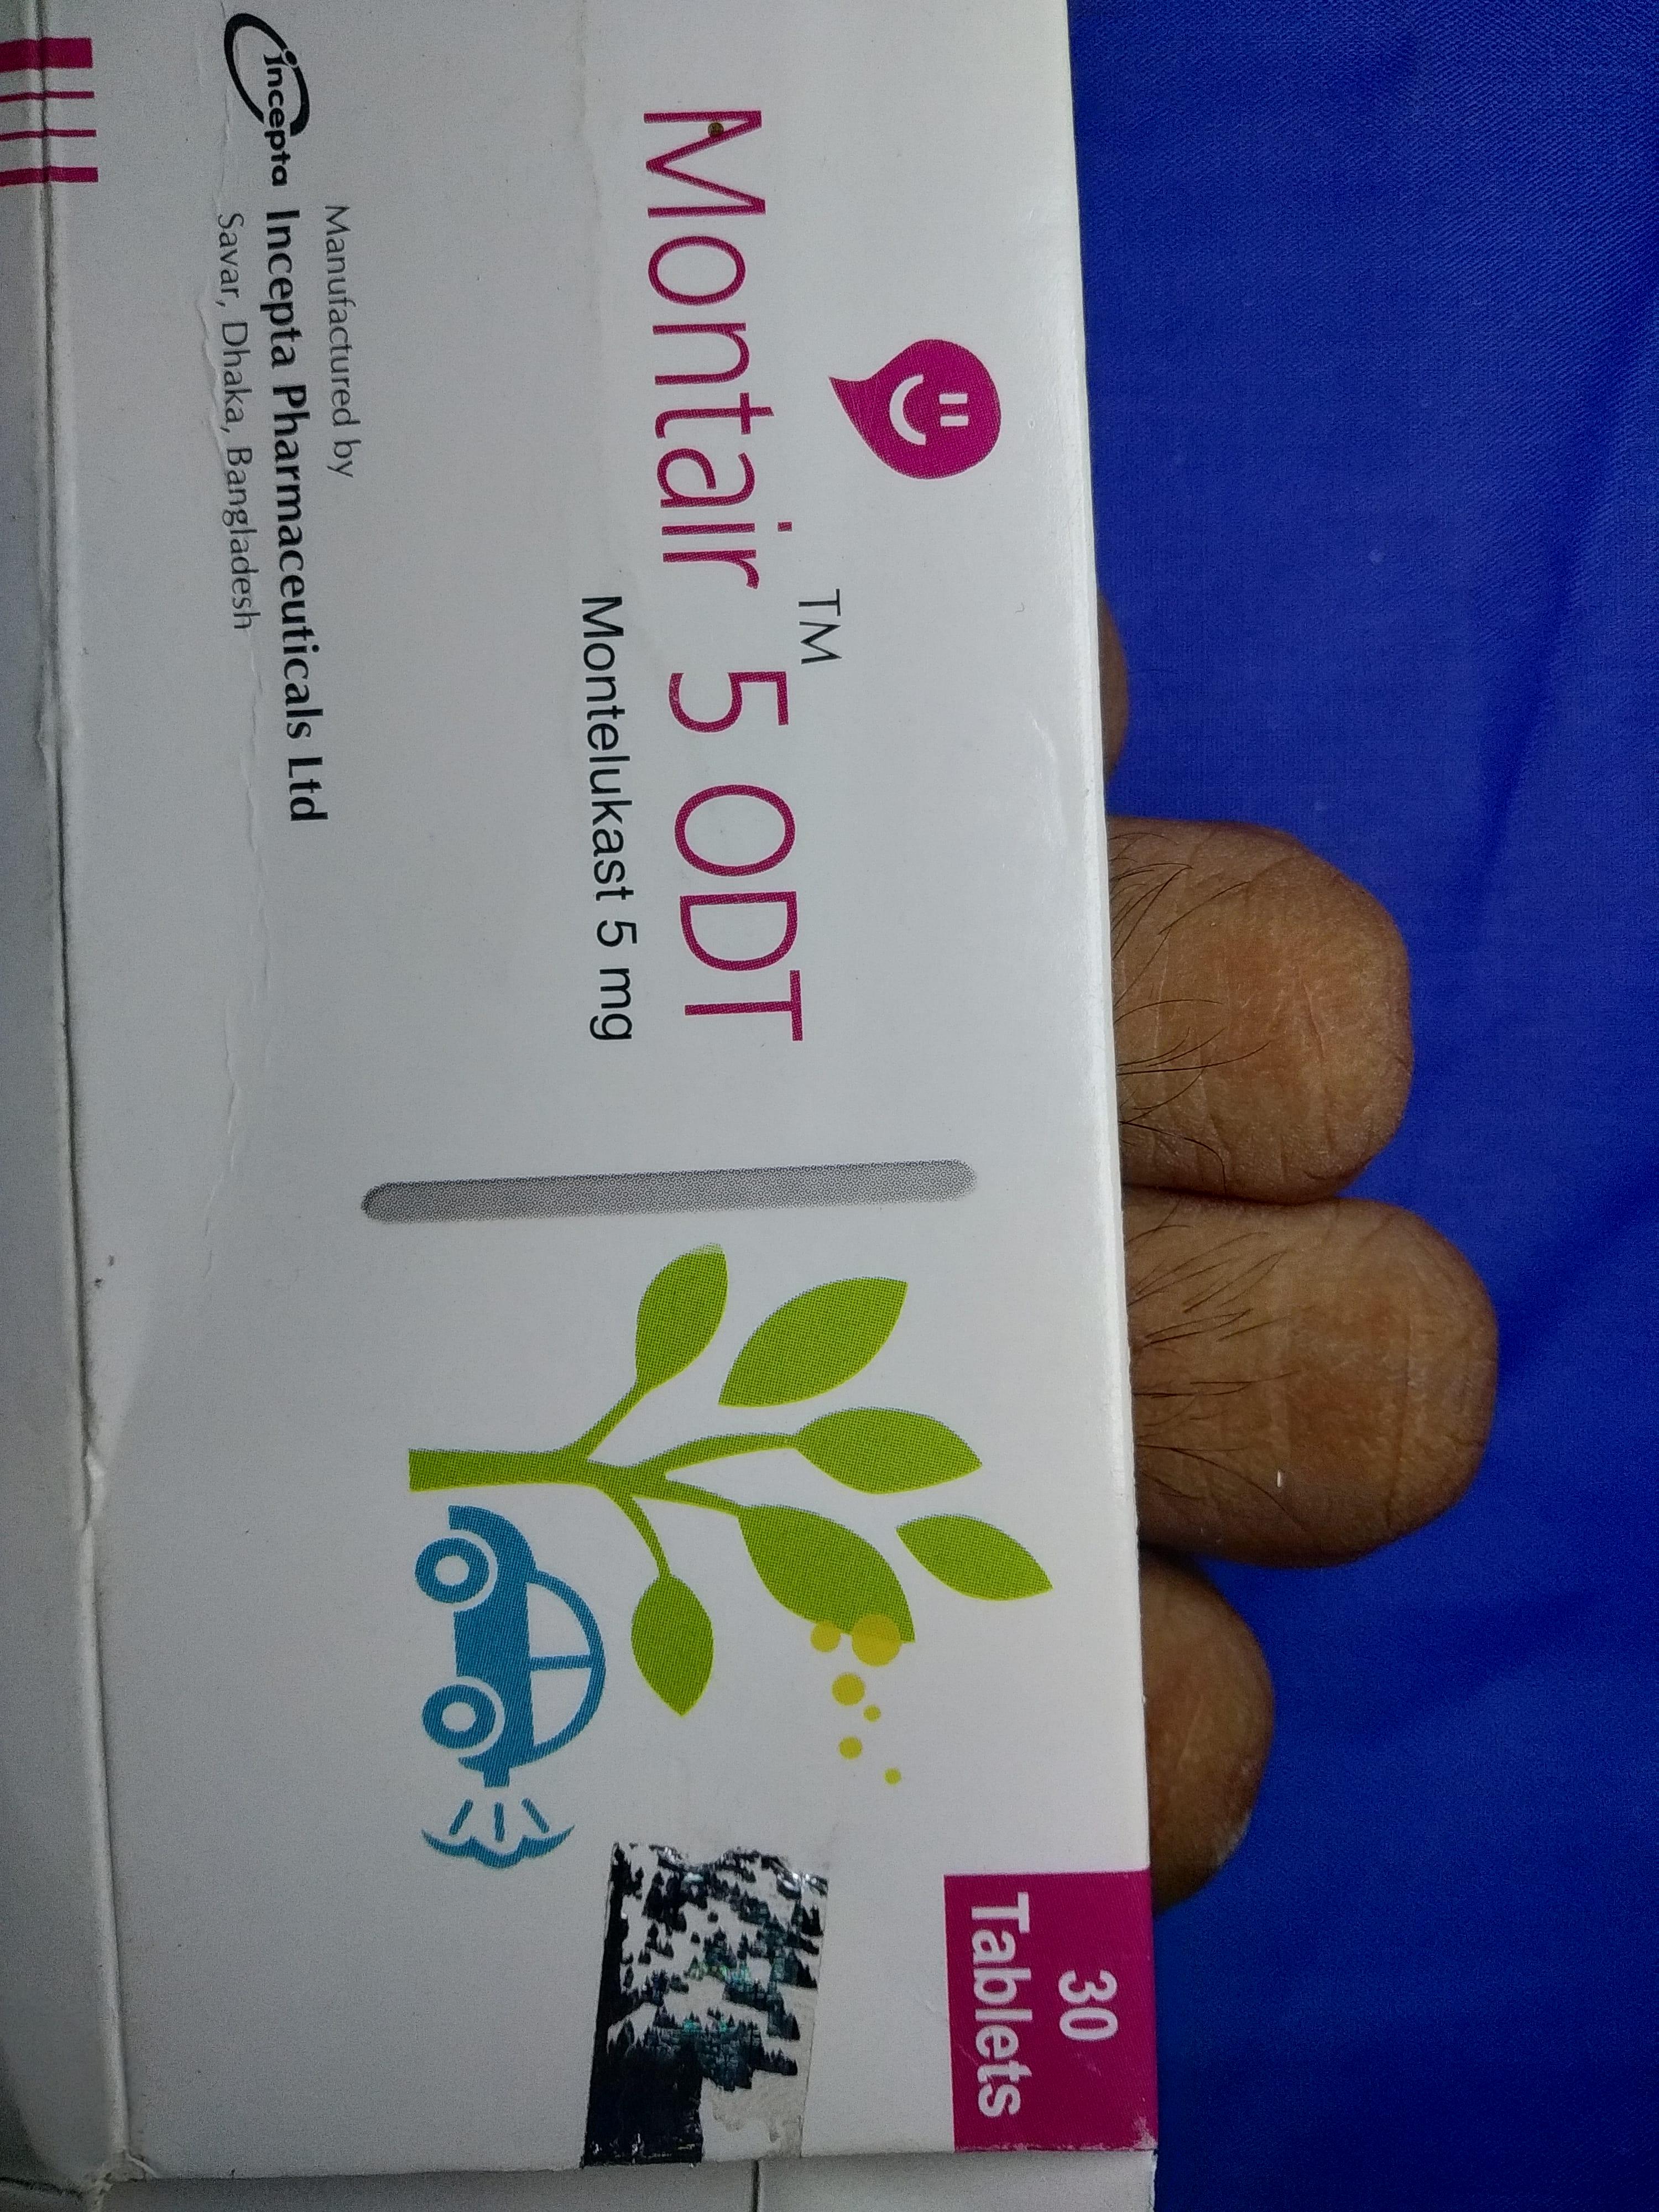 30
Tablets
Montair™ 5 ODT
Montelukast 5 mg
Manufactured by
incepta
Incepta Pharmaceuticals Ltd
Savar, Dhaka, Bangladesh